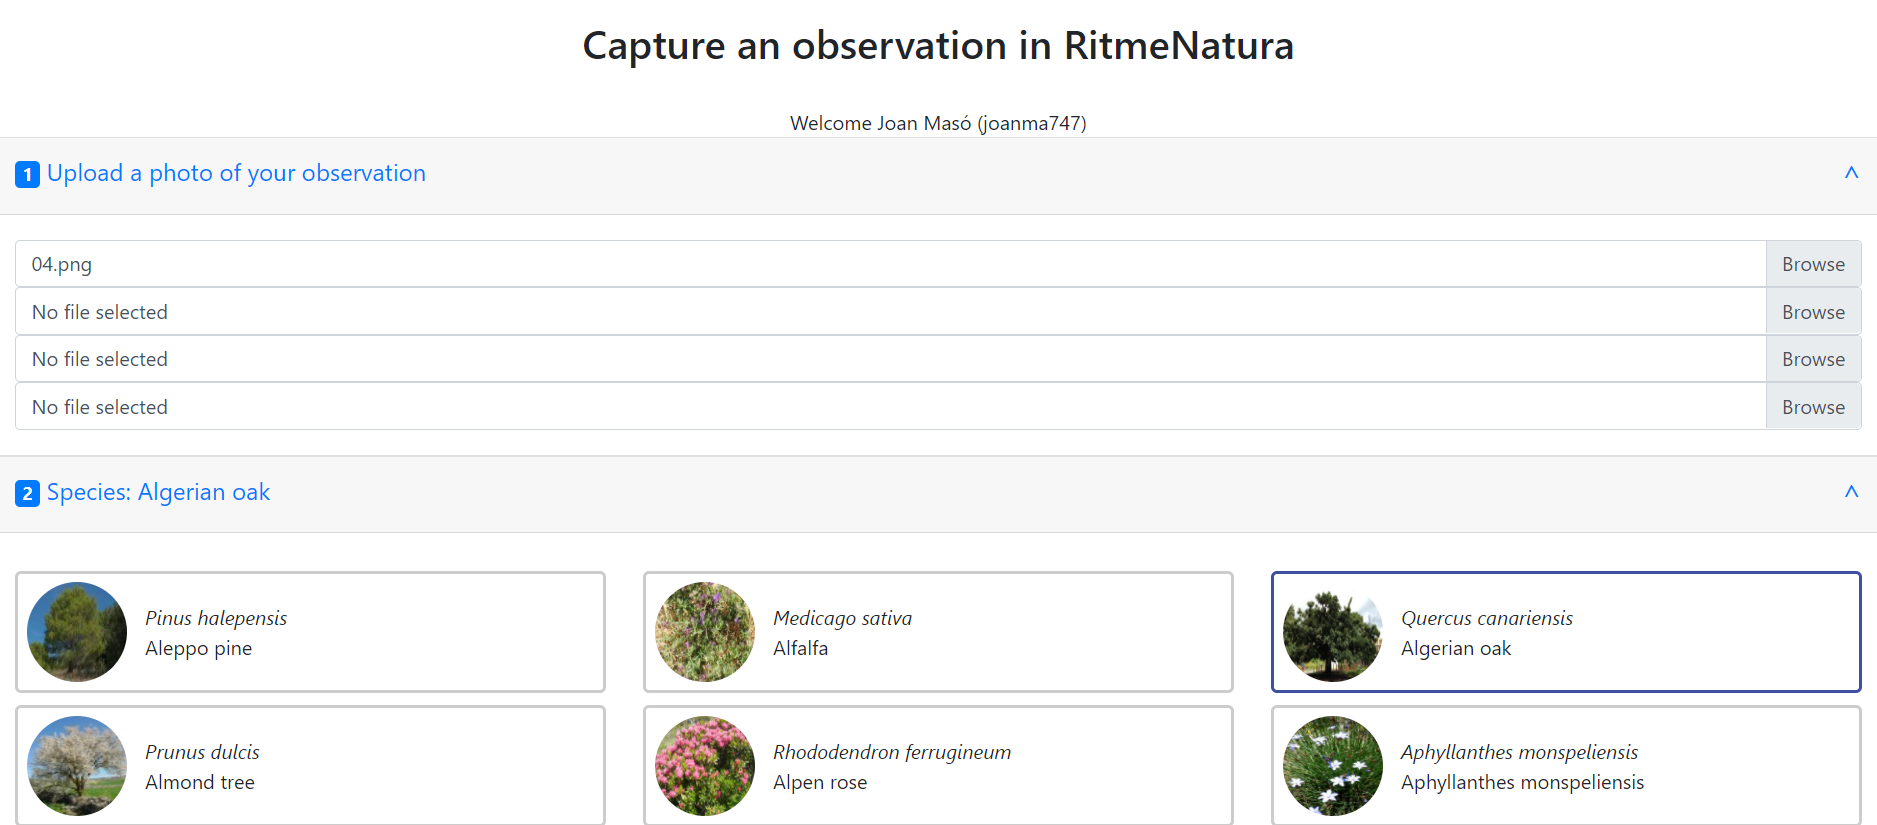 Capture an observation in RitmeNatura
Welcome Joan Masó (joanma747)
1 Upload a photo of your observation
^
04.png Browse
No file selected Browse
No file selected Browse
No file selected Browse
2 Species: Algerian oak
^
Pinus halepensis
Aleppo pine
Medicago sativa
Alfalfa
Quercus canariensis
Algerian oak
Prunus dulcis
Almond tree
Rhododendron ferrugineum
Alpen rose
Aphyllanthes monspeliensis
Aphyllanthes monspeliensis